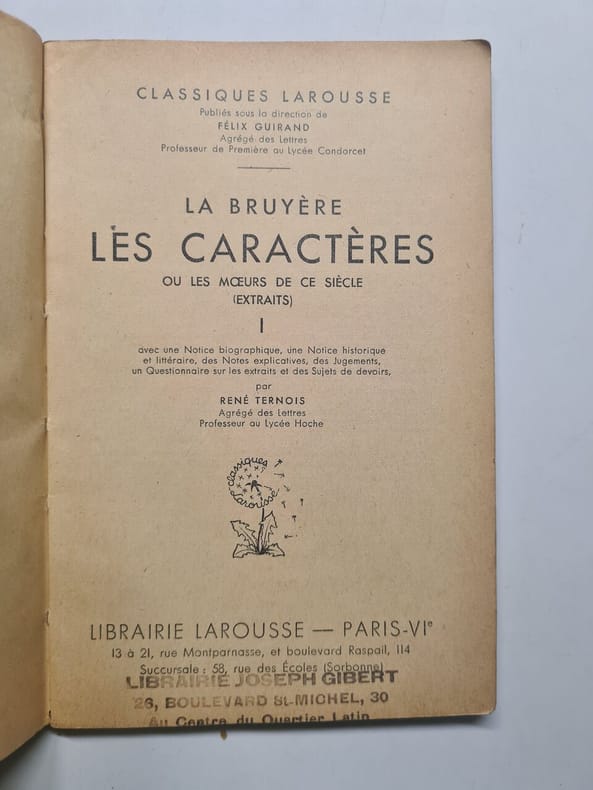 CLASSIQUES LAROUSSE
Publiés sous la direction de
FÉLIX GUIRAND
Agrégé des Lettres
Professeur de Première au Lycée Condorcet
LA BRUYÈRE
LES CARACTÈRES
OU LES MŒURS DE CE SIÈCLE
(EXTRAITS)
I
avec une Notice biographique, une Notice historique
et littéraire, des Notes explicatives, des Jugements,
un Questionnaire sur les extraits et des Sujets de devoirs,
par
RENÉ TERNOIS
Agrégé des Lettres
Professeur au Lycée Hoche
classiques
Larousse
LIBRAIRIE LAROUSSE — PARIS-VIe
13 à 21, rue Montparnasse, et boulevard Raspail, 114
Succursale : 58, rue des Écoles (Sorbonne)
LIBRAIRIE JOSEPH GIBERT
26, BOULEVARD St-MICHEL, 30
Au Centre du Quartier Latin